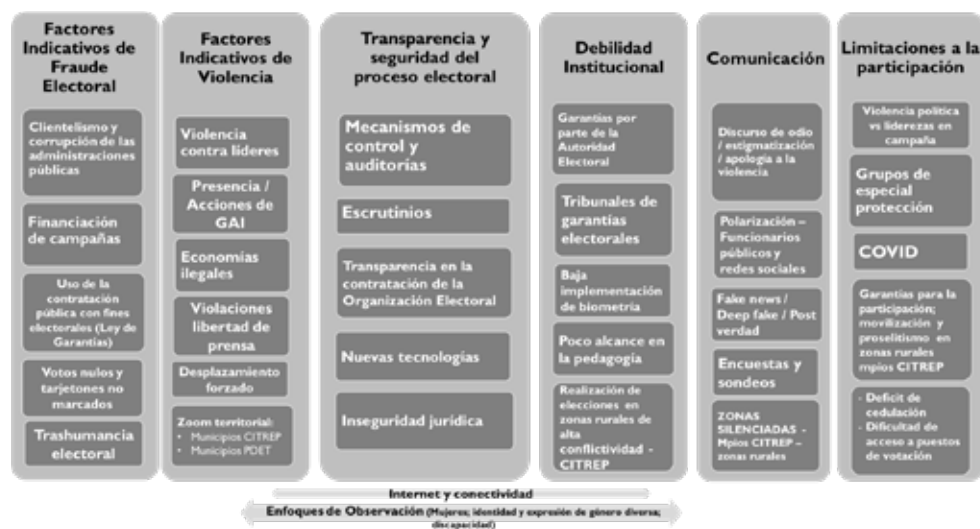 Factores
Indicativos de
Fraude
Electoral
Clientelismo y
corrupción de las
administraciones
públicas
Financiación
de campañas
Uso de la
contratación
pública con fines
electorales (Ley de
Garantías)
Votos nulos y
tarjetones no
marcados
Trashumancia
electoral
Factores
Indicativos de
Violencia
Violencia
contra líderes
Presencia /
Acciones de
GAI
Economías
ilegales
Violaciones
libertad de
prensa
Desplazamiento
forzado
Zoom territorial:
• Municipios CITREP
• Municipios PDET
Transparencia y
seguridad del
proceso electoral
Mecanismos de
control y
auditorías
Escrutinios
Transparencia en la
contratación de la
Organización Electoral
Nuevas tecnologías
Inseguridad jurídica
Debilidad
Institucional
Garantías por
parte de la
Autoridad
Electoral
Tribunales de
garantías
electorales
Baja
implementación
de biometría
Poco alcance en
la pedagogía
Realización de
elecciones en
zonas rurales de
alta
conflictividad -
CITREP
Comunicación
Discurso de odio
/ estigmatización
/ apología a la
violencia
Polarización –
Funcionarios
públicos y
redes sociales
Fake news /
Deep fake / Post
verdad
Encuestas y
sondeos
ZONAS
SILENCIADAS -
Mpios CITREP –
zonas rurales
Limitaciones a la
participación
Violencia política
vs liderezas en
campaña
Grupos de
especial
protección
COVID
Garantías para la
participación;
movilización y
proselitismo en
zonas rurales
mpios CITREP
- Deficit de
cedulación
- Dificultad de
acceso a puestos
de votación
Internet y conectividad
Enfoques de Observación (Mujeres; identidad y expresión de género diversa;
discapacidad)